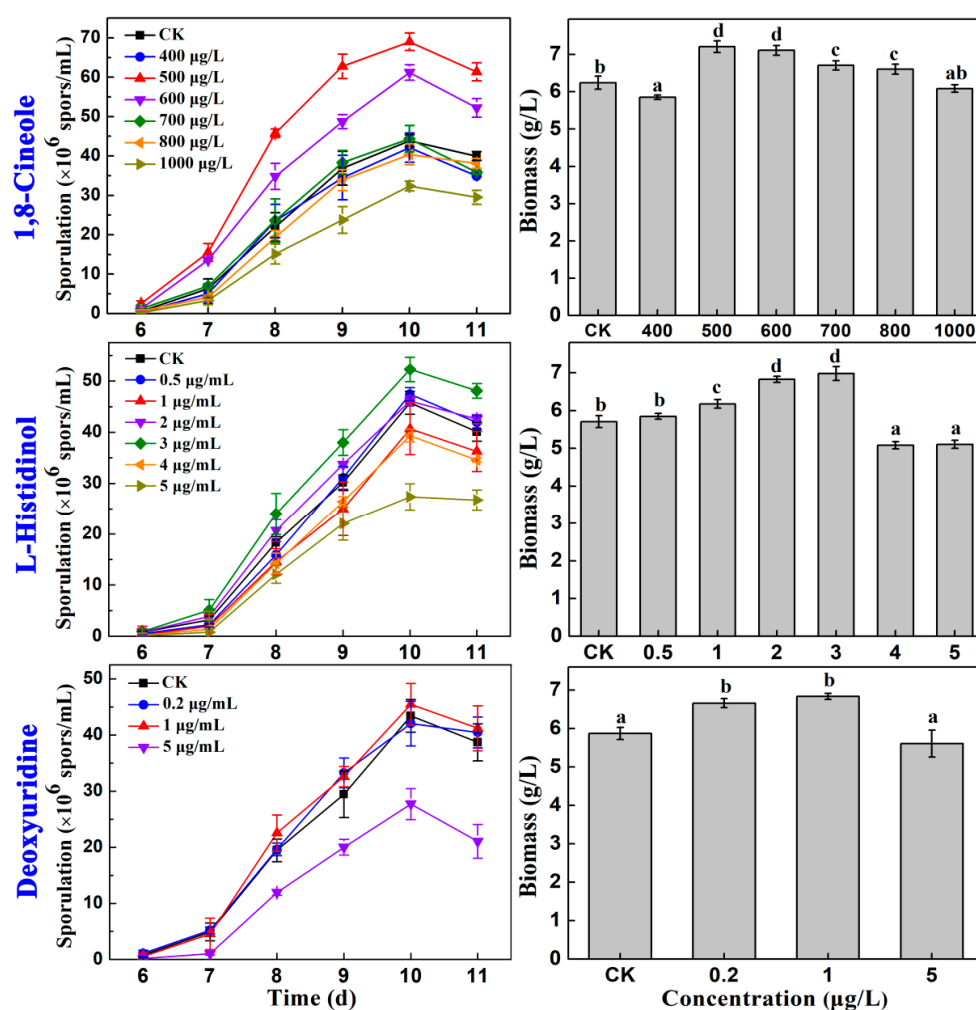 1,8-Cineole
Sporulation (×10⁶ spors/mL)
70
60
50
40
30
20
10
0
CK
400 μg/L
500 μg/L
600 μg/L
700 μg/L
800 μg/L
1000 μg/L
6 7 8 9 10 11
Biomass (g/L)
7
6
5
4
3
2
1
0
b a d d c c ab
CK 400 500 600 700 800 1000
L-Histidinol
Sporulation (×10⁶ spors/mL)
50
40
30
20
10
0
CK
0.5 μg/mL
1 μg/mL
2 μg/mL
3 μg/mL
4 μg/mL
5 μg/mL
6 7 8 9 10 11
Biomass (g/L)
7
6
5
4
3
2
1
0
b b c d d a a
CK 0.5 1 2 3 4 5
Deoxyuridine
Sporulation (×10⁶ spors/mL)
50
40
30
20
10
0
CK
0.2 μg/mL
1 μg/mL
5 μg/mL
6 7 8 9 10 11
Time (d)
Biomass (g/L)
7
6
5
4
3
2
1
0
a b b a
CK 0.2 1 5
Concentration (μg/L)